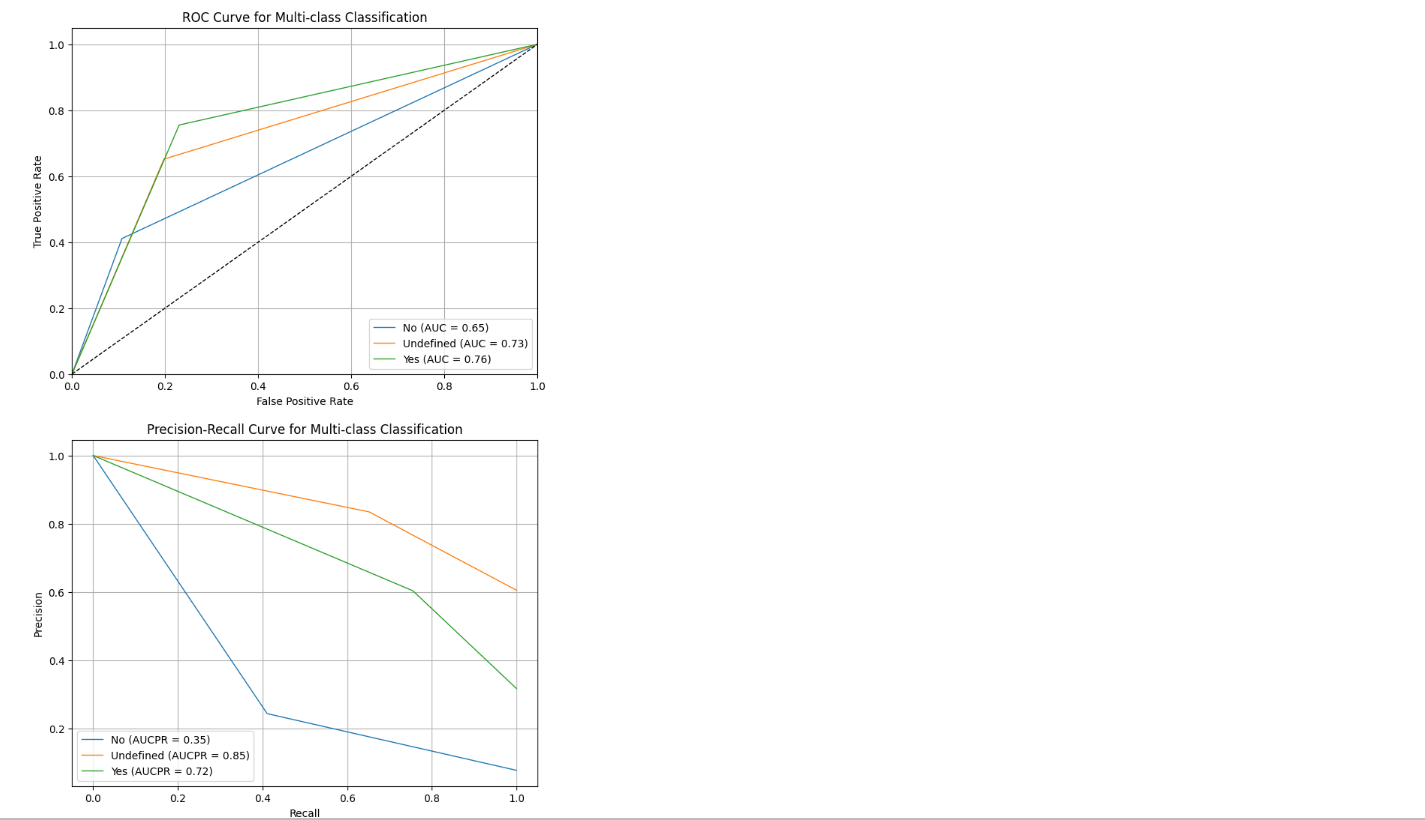 ROC Curve for Multi-class Classification
1.0
0.8
0.6
0.4
0.2
0.0
True Positive Rate
No (AUC = 0.65)
Undefined (AUC = 0.73)
Yes (AUC = 0.76)
0.0 0.2 0.4 0.6 0.8 1.0
False Positive Rate
Precision-Recall Curve for Multi-class Classification
1.0
0.8
0.6
0.4
0.2
Precision
No (AUCPR = 0.35)
Undefined (AUCPR = 0.85)
Yes (AUCPR = 0.72)
0.0 0.2 0.4 0.6 0.8 1.0
Recall